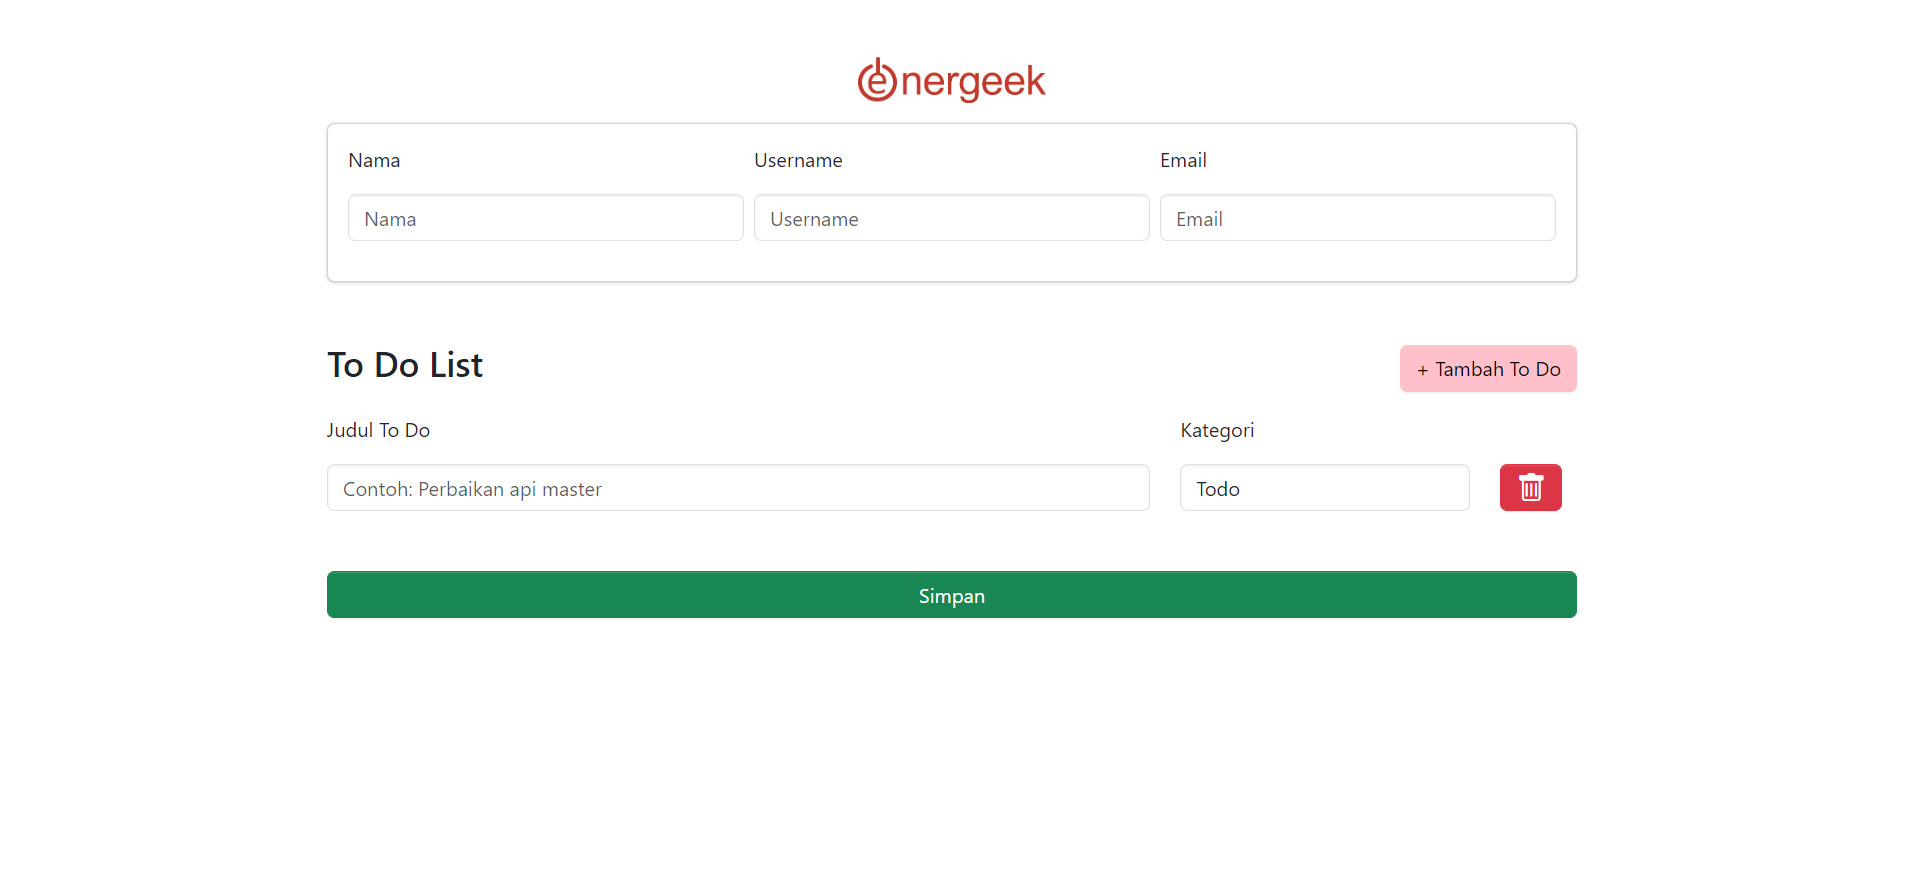 energeek
Nama Username Email
Nama Username Email
To Do List + Tambah To Do
Judul To Do Kategori
Contoh: Perbaikan api master Todo
Simpan